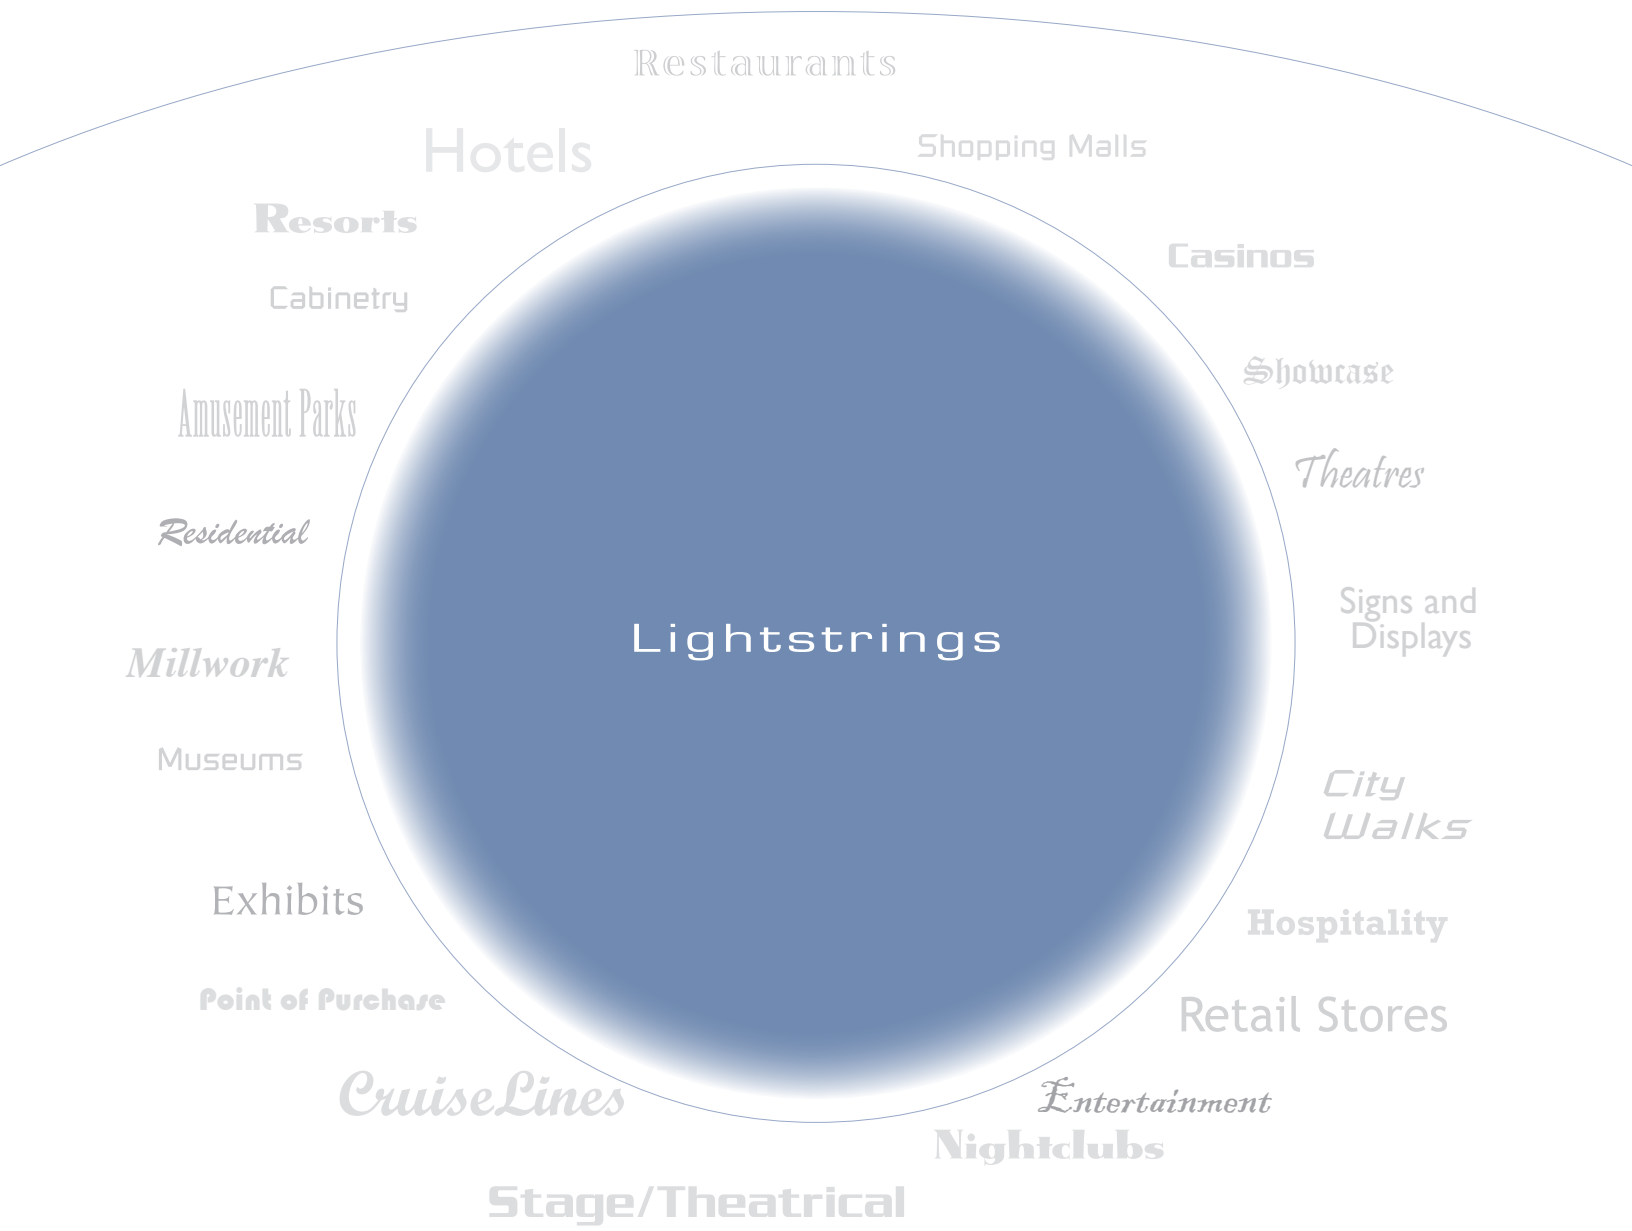 Restaurants
Hotels
Shopping Malls
Resorts
Casinos
Cabinetry
Showcase
Amusement Parks
Theatres
Residential
Signs and
Displays
Lightstrings
Millwork
Museums
City
Walks
Exhibits
Hospitality
Point of Purchase
Retail Stores
CruiseLines
Entertainment
Nightclubs
Stage/Theatrical